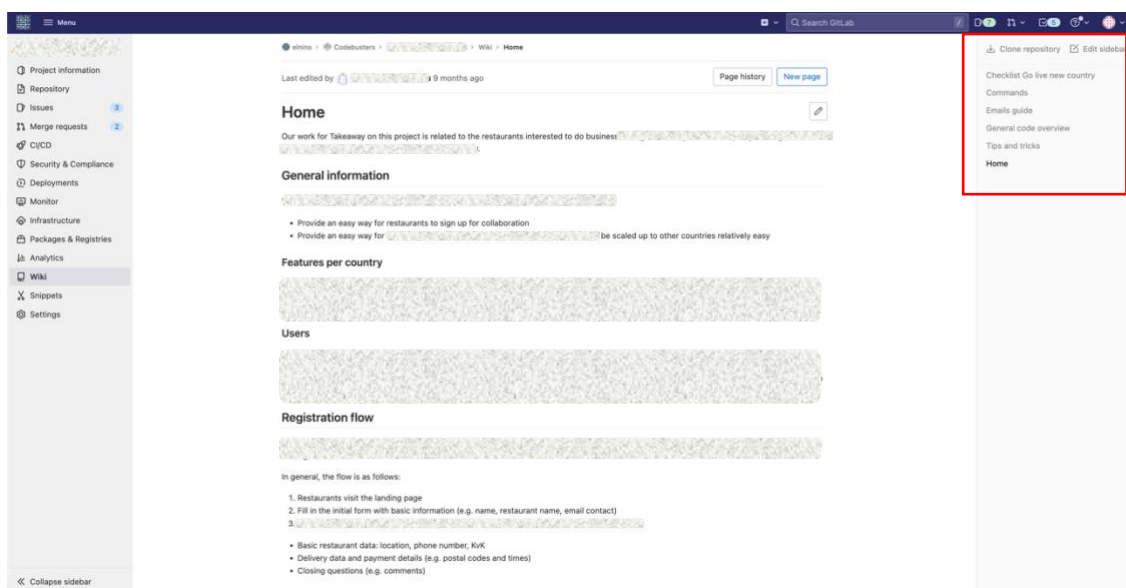 Menu
Search GitLab
/
7
5
elnino > Codebusters > > Wiki > Home
Clone repository
Edit sidebar
Project information
Repository
Issues 3
Merge requests 2
CI/CD
Security & Compliance
Deployments
Monitor
Infrastructure
Packages & Registries
Analytics
Wiki
Snippets
Settings
Collapse sidebar
Last edited by 9 months ago
Page history
New page
Home
Our work for Takeaway on this project is related to the restaurants interested to do business
General information
• Provide an easy way for restaurants to sign up for collaboration
• Provide an easy way for be scaled up to other countries relatively easy
Features per country
Users
Registration flow
In general, the flow is as follows:
1. Restaurants visit the landing page
2. Fill in the initial form with basic information (e.g. name, restaurant name, email contact)
3.
• Basic restaurant data: location, phone number, KvK
• Delivery data and payment details (e.g. postal codes and times)
• Closing questions (e.g. comments)
Checklist Go live new country
Commands
Emails guide
General code overview
Tips and tricks
Home